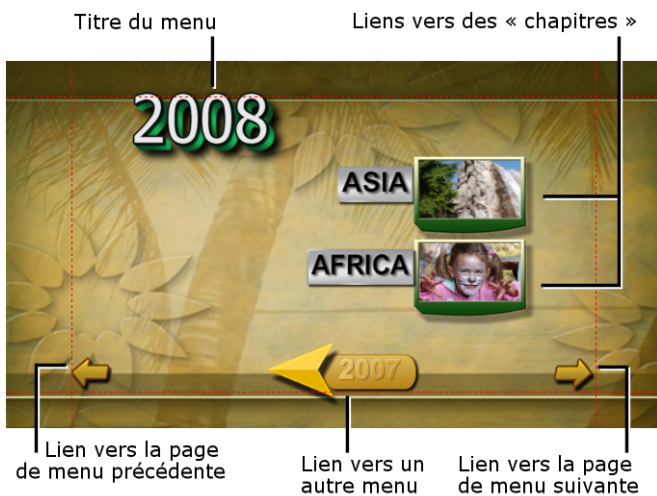 Titre du menu
Liens vers des « chapitres »
2008
ASIA
AFRICA
2007
Lien vers la page
de menu précédente
Lien vers un
autre menu
Lien vers la page
de menu suivante